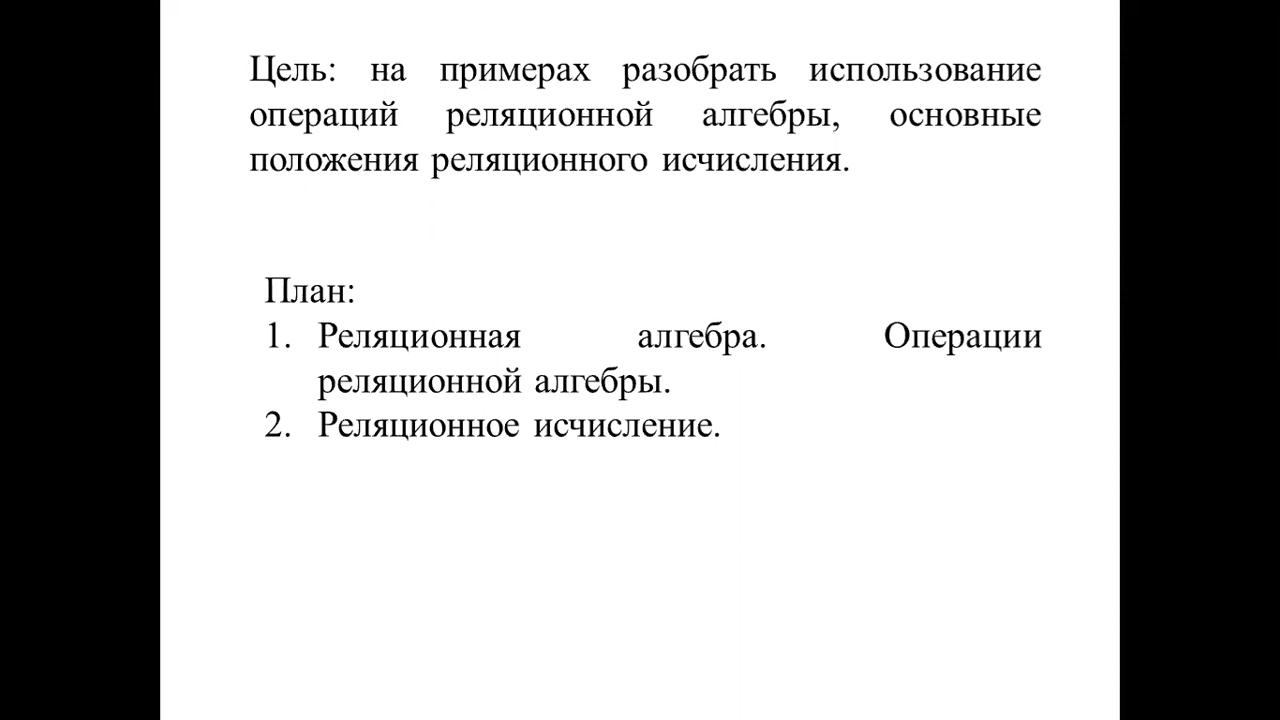 Цель: на примерах разобрать использование
операций реляционной алгебры, основные
положения реляционного исчисления.
План:
1. Реляционная алгебра. Операции
реляционной алгебры.
2. Реляционное исчисление.